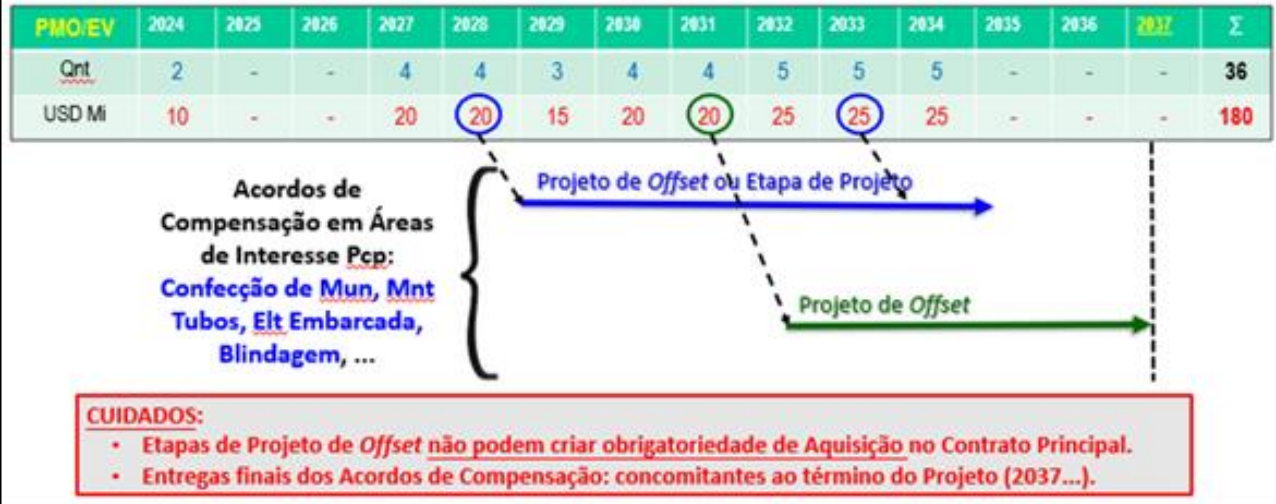 PMO/EV 2024 2025 2026 2027 2028 2029 2030 2031 2032 2033 2034 2035 2036 2037 Σ
Qnt 2 - - 4 4 3 4 4 5 5 5 - - - 36
USD Mi 10 - - 20 20 15 20 20 25 25 25 - - - 180
Acordos de
Compensação em Áreas
de Interesse Pcp:
Confecção de Mun, Mnt
Tubos, Elt Embarcada,
Blindagem, ...
Projeto de Offset ou Etapa de Projeto
Projeto de Offset
CUIDADOS:
• Etapas de Projeto de Offset não podem criar obrigatoriedade de Aquisição no Contrato Principal.
• Entregas finais dos Acordos de Compensação: concomitantes ao término do Projeto (2037...).